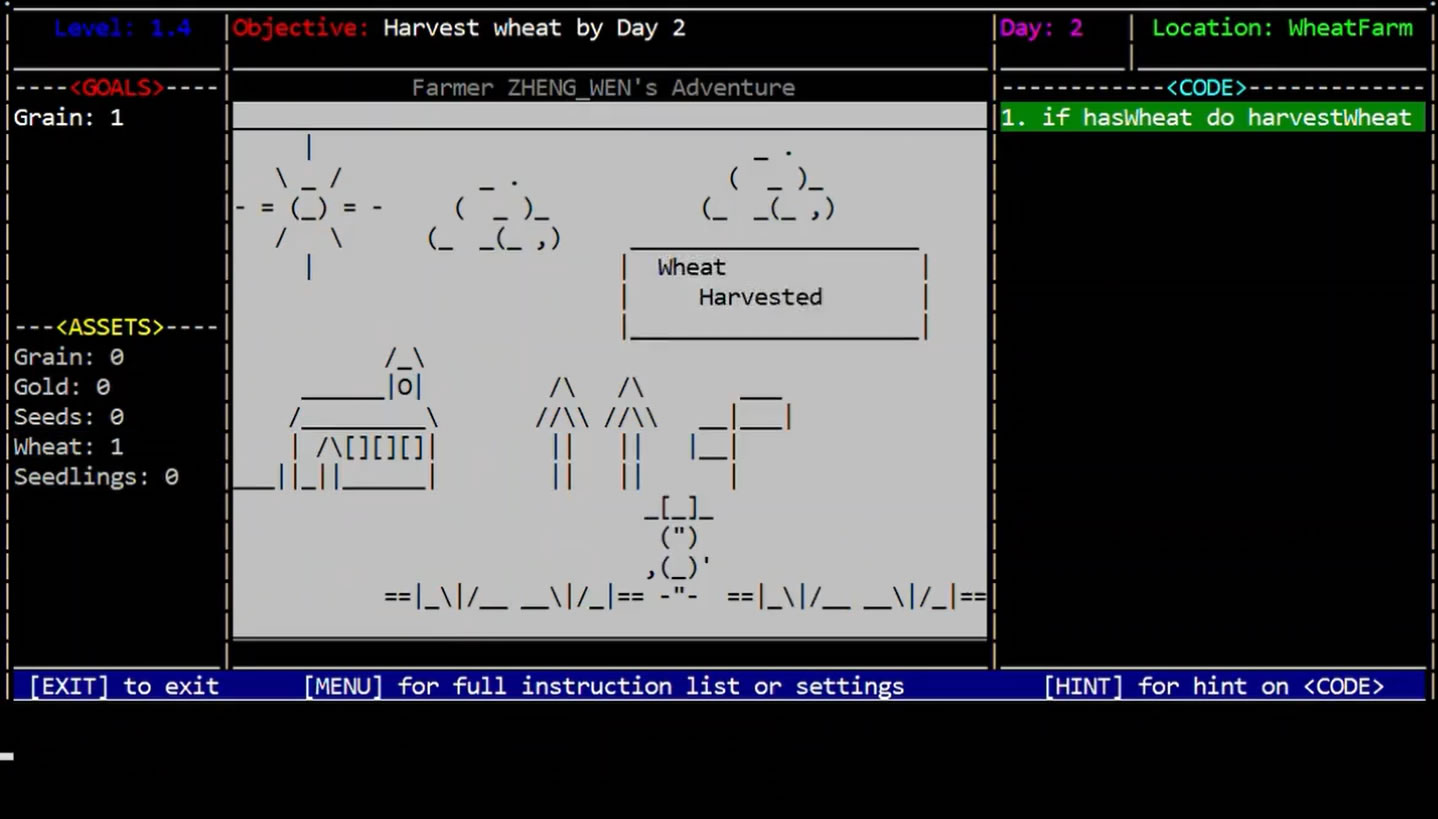 Level: 1.4
Objective: Harvest wheat by Day 2
Day: 2
Location: WheatFarm
----<GOALS>----
Farmer ZHENG_WEN's Adventure
------------<CODE>-------------
Grain: 1
1. if hasWheat do harvestWheat
Wheat
Harvested
---<ASSETS>----
Grain: 0
Gold: 0
Seeds: 0
Wheat: 1
Seedlings: 0
[EXIT] to exit
[MENU] for full instruction list or settings
[HINT] for hint on <CODE>